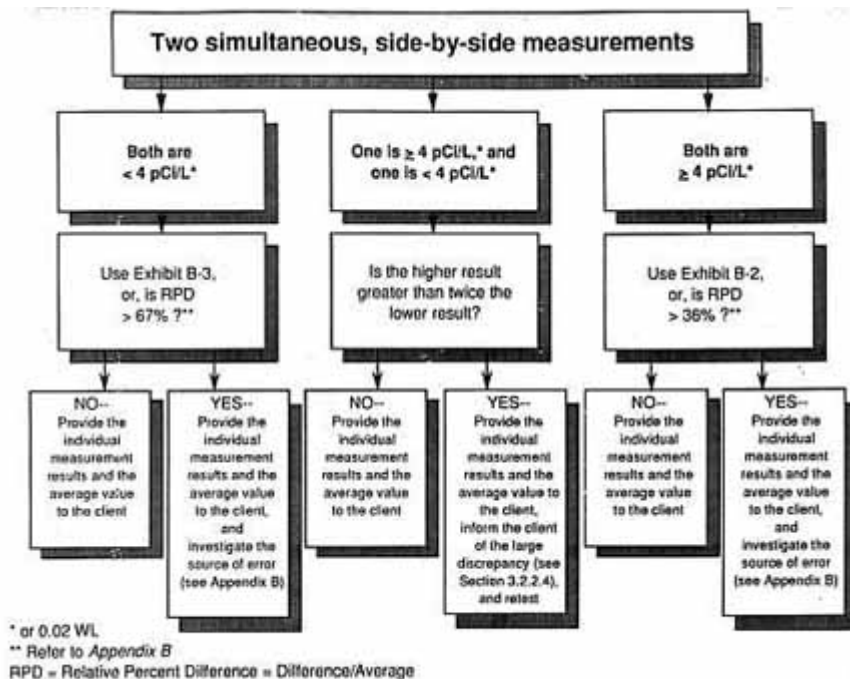 Two simultaneous, side-by-side measurements
Both are
< 4 pCi/L*
One is ≥ 4 pCi/L,* and
one is < 4 pCi/L*
Both are
≥ 4 pCi/L*
Use Exhibit B-3,
or, is RPD
> 67% ?**
Is the higher result
greater than twice the
lower result?
Use Exhibit B-2,
or, is RPD
> 36% ?**
NO--
Provide the
individual
measurement
results and the
average value
to the client
YES--
Provide the
individual
measurement
results and the
average value
to the client,
and
investigate the
source of error
(see Appendix B)
NO--
Provide the
individual
measurement
results and the
average value
to the client
YES--
Provide the
individual
measurement
results and the
average value to
the client,
inform the client
of the large
discrepancy (see
Section 3.2.2.4),
and retest
NO--
Provide the
individual
measurement
results and the
average value
to the client
YES--
Provide the
individual
measurement
results and the
average value
to the client,
and
investigate the
source of error
(see Appendix B)
* or 0.02 WL
** Refer to Appendix B
RPD = Relative Percent Difference = Difference/Average